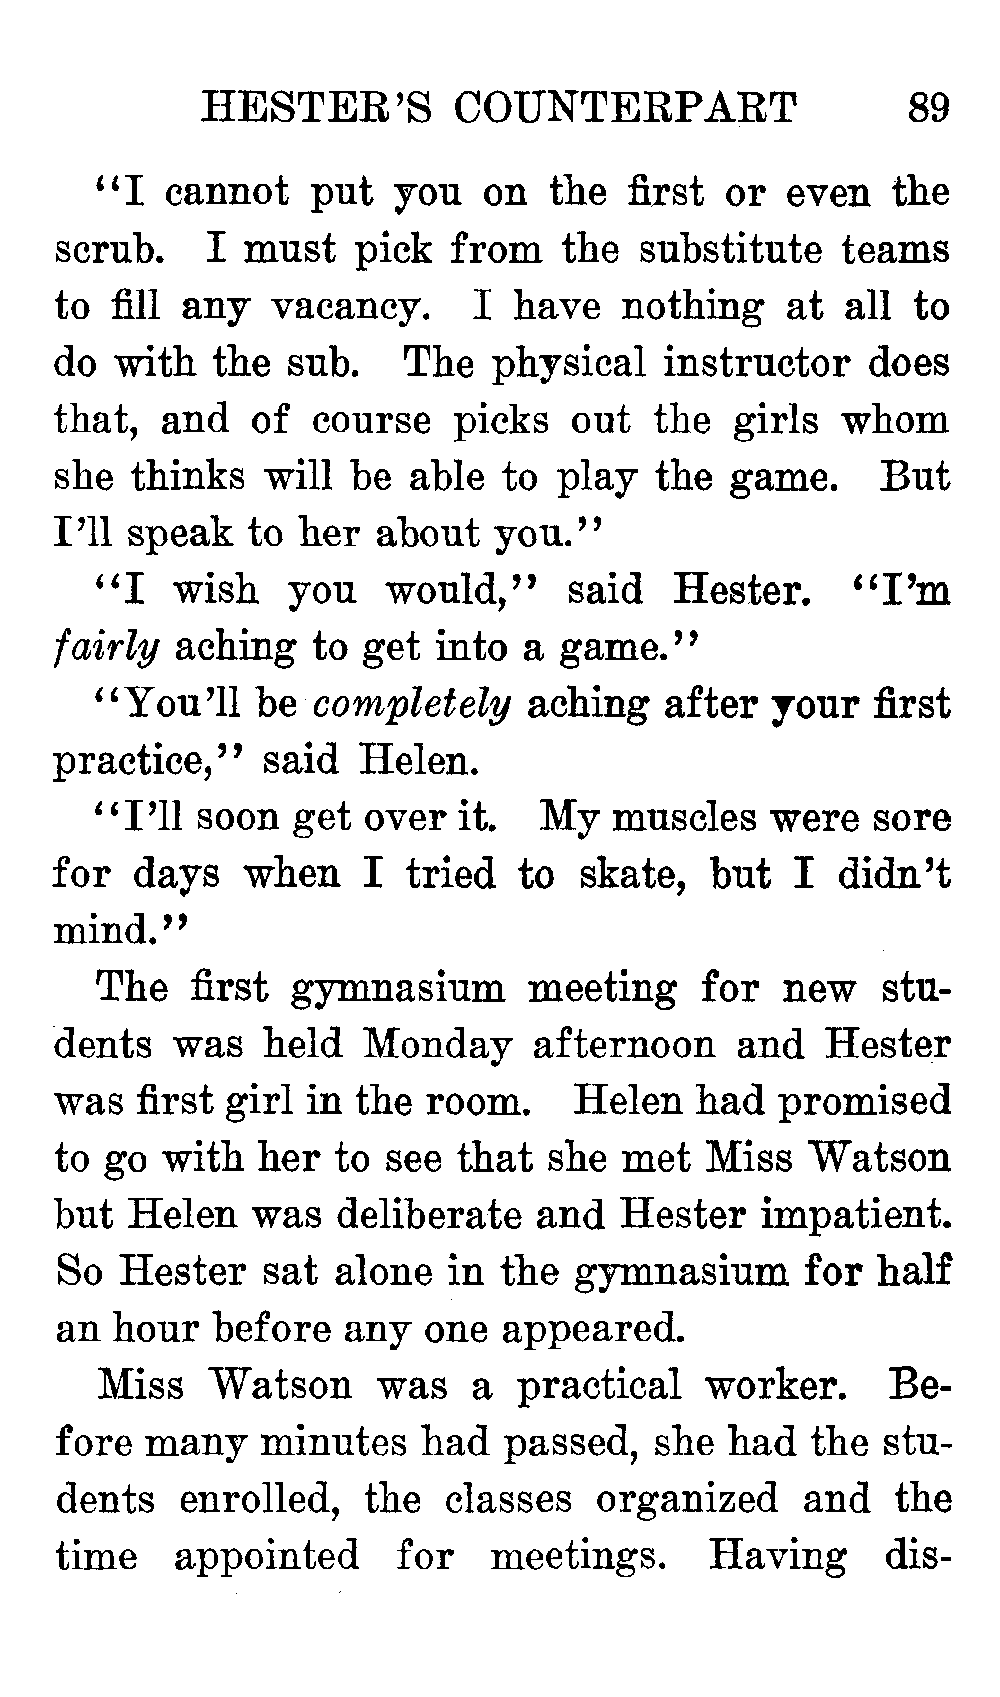 HESTER'S COUNTERPART 89
"I cannot put you on the first or even the
scrub. I must pick from the substitute teams
to fill any vacancy. I have nothing at all to
do with the sub. The physical instructor does
that, and of course picks out the girls whom
she thinks will be able to play the game. But
I'll speak to her about you."
"I wish you would," said Hester. "I'm
fairly aching to get into a game."
"You'll be completely aching after your first
practice," said Helen.
"I'll soon get over it. My muscles were sore
for days when I tried to skate, but I didn't
mind."
The first gymnasium meeting for new stu-
dents was held Monday afternoon and Hester
was first girl in the room. Helen had promised
to go with her to see that she met Miss Watson
but Helen was deliberate and Hester impatient.
So Hester sat alone in the gymnasium for half
an hour before any one appeared.
Miss Watson was a practical worker. Be-
fore many minutes had passed, she had the stu-
dents enrolled, the classes organized and the
time appointed for meetings. Having dis-